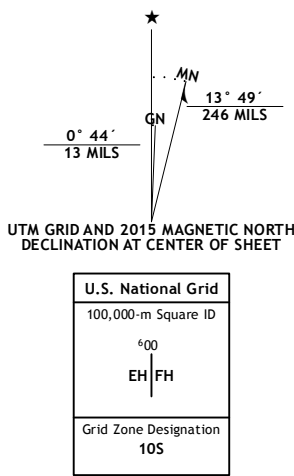 ★
MN
GN
13° 49´
246 MILS
0° 44´
13 MILS
UTM GRID AND 2015 MAGNETIC NORTH
DECLINATION AT CENTER OF SHEET
U.S. National Grid
100,000-m Square ID
⁶00
EH FH
Grid Zone Designation
10S